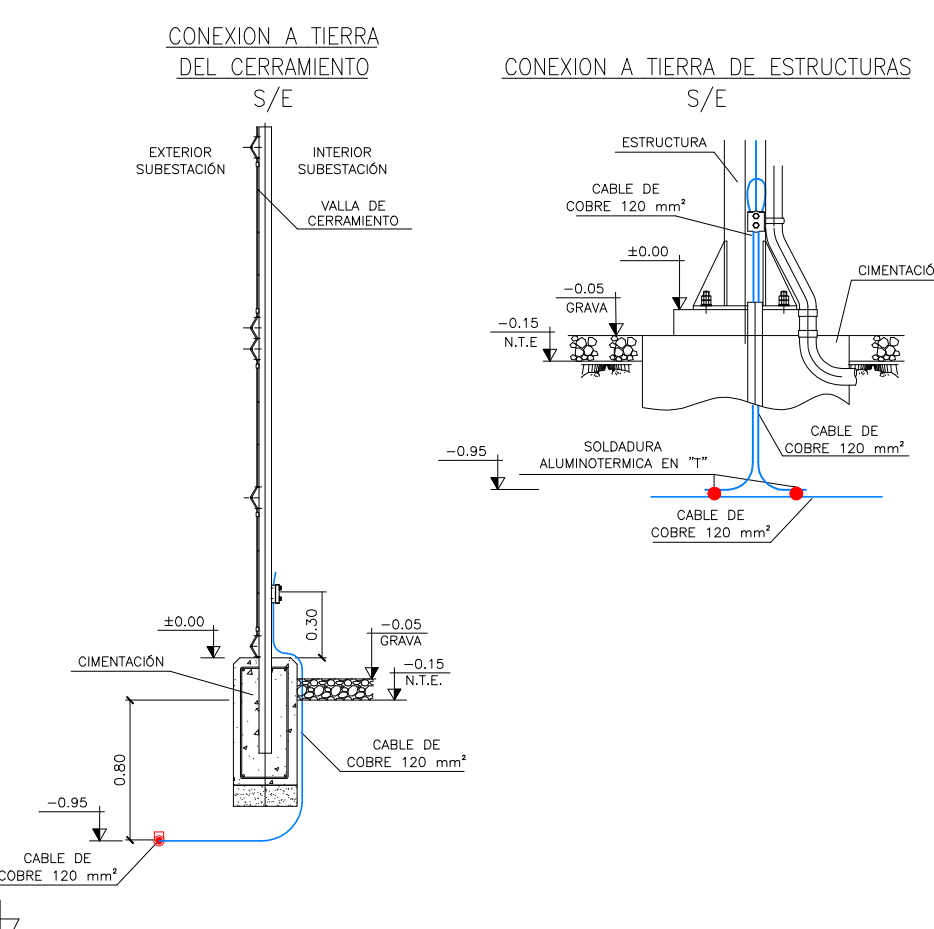 CONEXION A TIERRA
DEL CERRAMIENTO
S/E
EXTERIOR
SUBESTACIÓN
INTERIOR
SUBESTACIÓN
VALLA DE
CERRAMIENTO
0.30
±0.00
-0.05
GRAVA
-0.15
N.T.E.
CIMENTACIÓN
0.80
CABLE DE
COBRE 120 mm²
-0.95
CABLE DE
COBRE 120 mm²
CONEXION A TIERRA DE ESTRUCTURAS
S/E
ESTRUCTURA
CABLE DE
COBRE 120 mm²
±0.00
CIMENTACIÓ
-0.05
GRAVA
-0.15
N.T.E
CABLE DE
COBRE 120 mm²
SOLDADURA
ALUMINOTERMICA EN "T"
-0.95
CABLE DE
COBRE 120 mm²